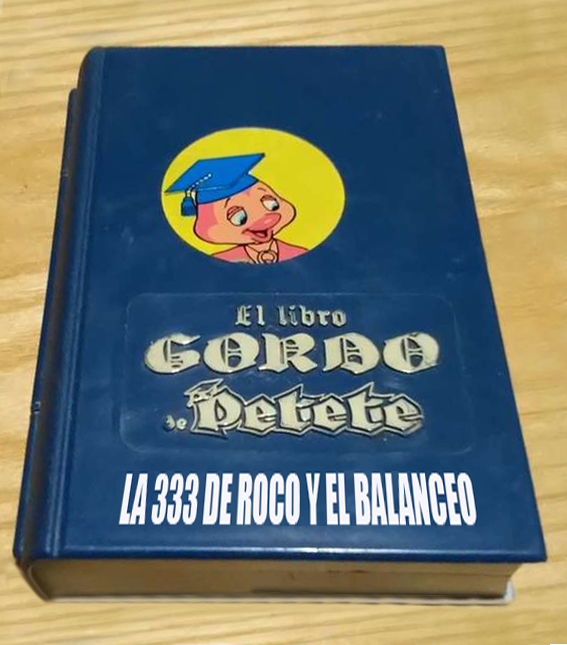 El libro
GORDO
de Petete
LA 333 DE ROCO Y EL BALANCEO